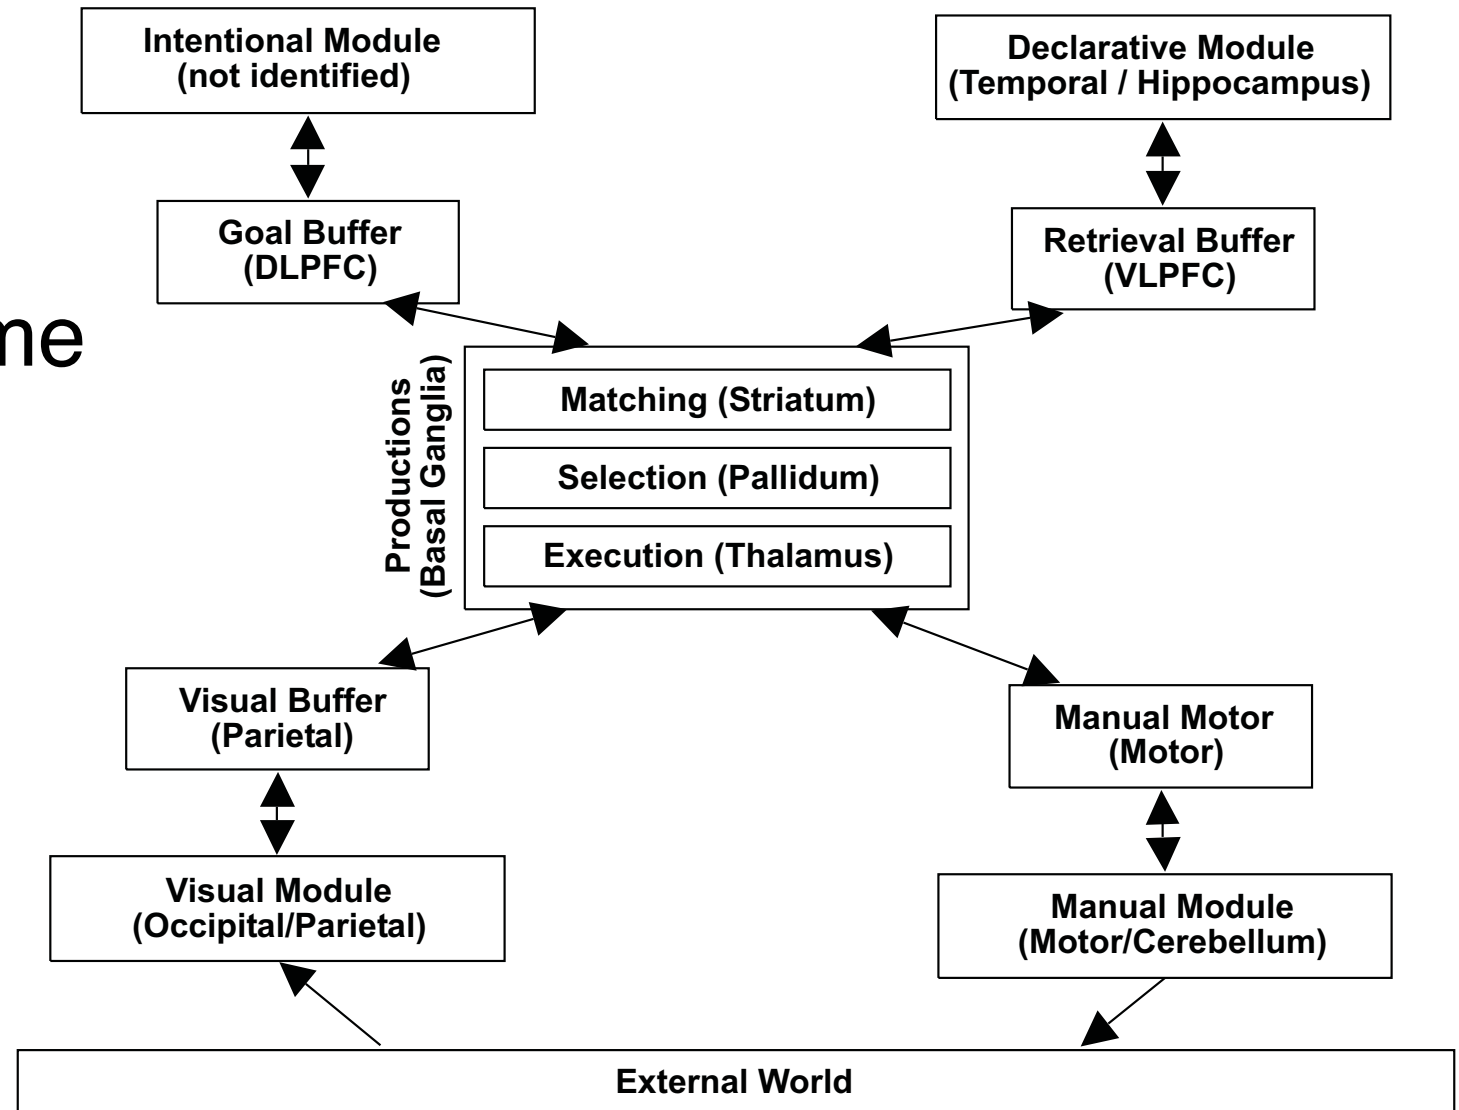 Intentional Module
(not identified)
Declarative Module
(Temporal / Hippocampus)
Goal Buffer
(DLPFC)
Retrieval Buffer
(VLPFC)
Productions
(Basal Ganglia)
Matching (Striatum)
Selection (Pallidum)
Execution (Thalamus)
Visual Buffer
(Parietal)
Manual Motor
(Motor)
Visual Module
(Occipital/Parietal)
Manual Module
(Motor/Cerebellum)
External World